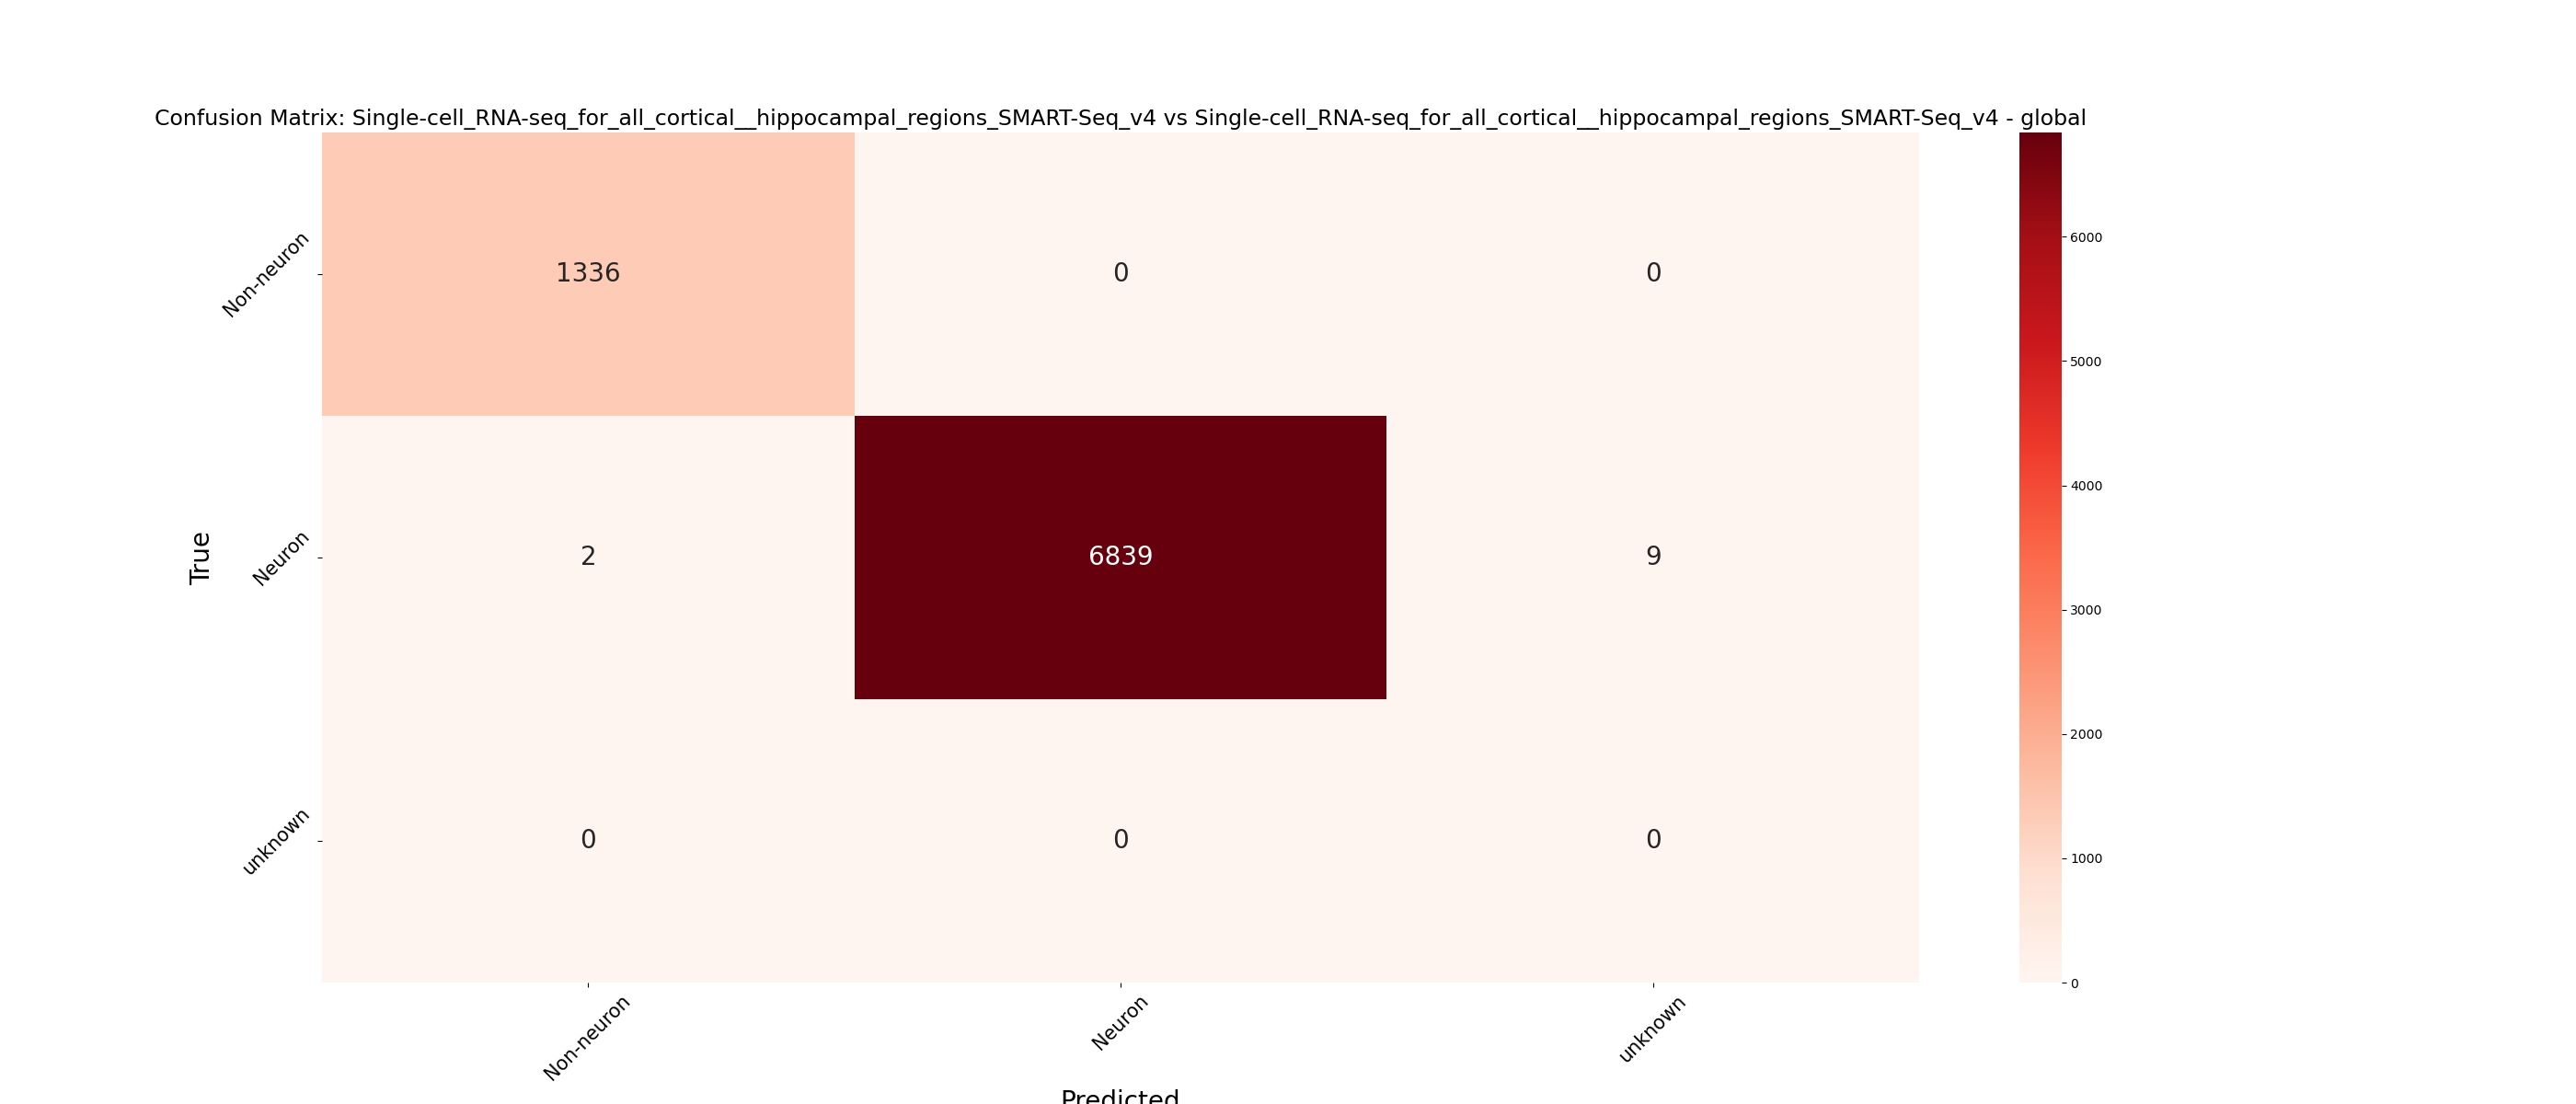 Confusion Matrix: Single-cell_RNA-seq_for_all_cortical__hippocampal_regions_SMART-Seq_v4 vs Single-cell_RNA-seq_for_all_cortical__hippocampal_regions_SMART-Seq_v4 - global
Non-neuron
1336
0
0
Neuron
2
6839
9
unknown
0
0
0
True
Non-neuron
Neuron
unknown
Predicted
6000
5000
4000
3000
2000
1000
0